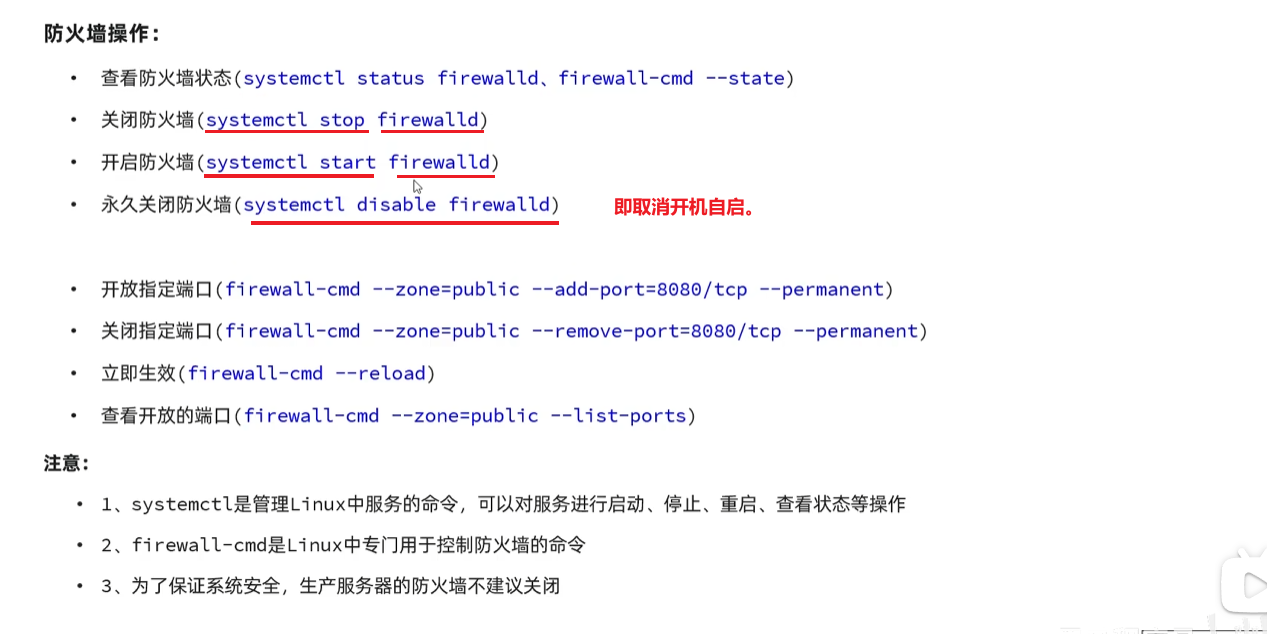 防火墙操作：
• 查看防火墙状态(systemctl status firewalld、firewall-cmd --state)
• 关闭防火墙(systemctl stop firewalld)
• 开启防火墙(systemctl start firewalld)
• 永久关闭防火墙(systemctl disable firewalld) 即取消开机自启。
• 开放指定端口(firewall-cmd --zone=public --add-port=8080/tcp --permanent)
• 关闭指定端口(firewall-cmd --zone=public --remove-port=8080/tcp --permanent)
• 立即生效(firewall-cmd --reload)
• 查看开放的端口(firewall-cmd --zone=public --list-ports)
注意：
• 1、systemctl是管理Linux中服务的命令，可以对服务进行启动、停止、重启、查看状态等操作
• 2、firewall-cmd是Linux中专门用于控制防火墙的命令
• 3、为了保证系统安全，生产服务器的防火墙不建议关闭